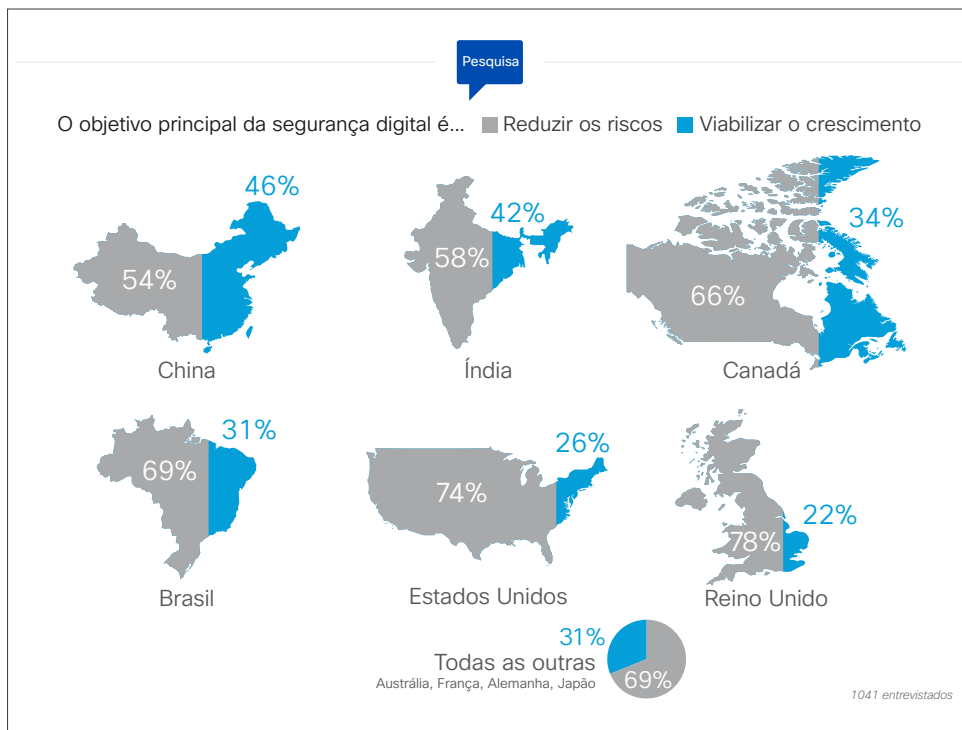 Pesquisa
O objetivo principal da segurança digital é... Reduzir os riscos Viabilizar o crescimento
46%
54%
China
42%
58%
Índia
34%
66%
Canadá
31%
69%
Brasil
26%
74%
Estados Unidos
22%
78%
Reino Unido
31%
69%
Todas as outras
Austrália, França, Alemanha, Japão
1041 entrevistados